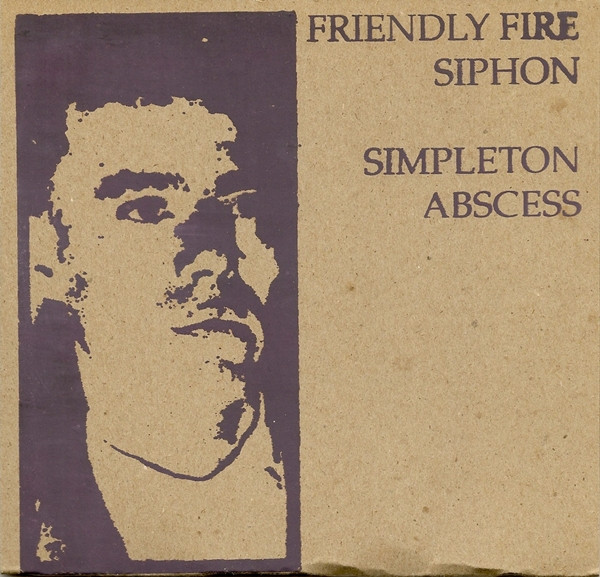 FRIENDLY FIRE
SIPHON
SIMPLETON
ABSCESS